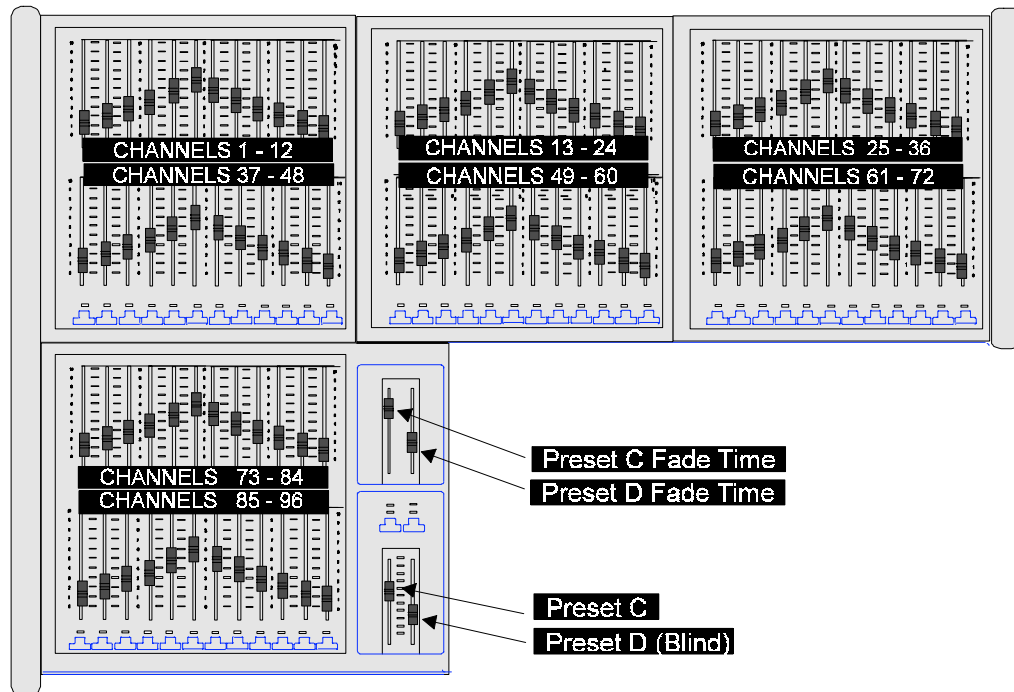 CHANNELS 1 - 12
CHANNELS 37 - 48
CHANNELS 13 - 24
CHANNELS 49 - 60
CHANNELS 25 - 36
CHANNELS 61 - 72
CHANNELS 73 - 84
CHANNELS 85 - 96
Preset C Fade Time
Preset D Fade Time
Preset C
Preset D (Blind)